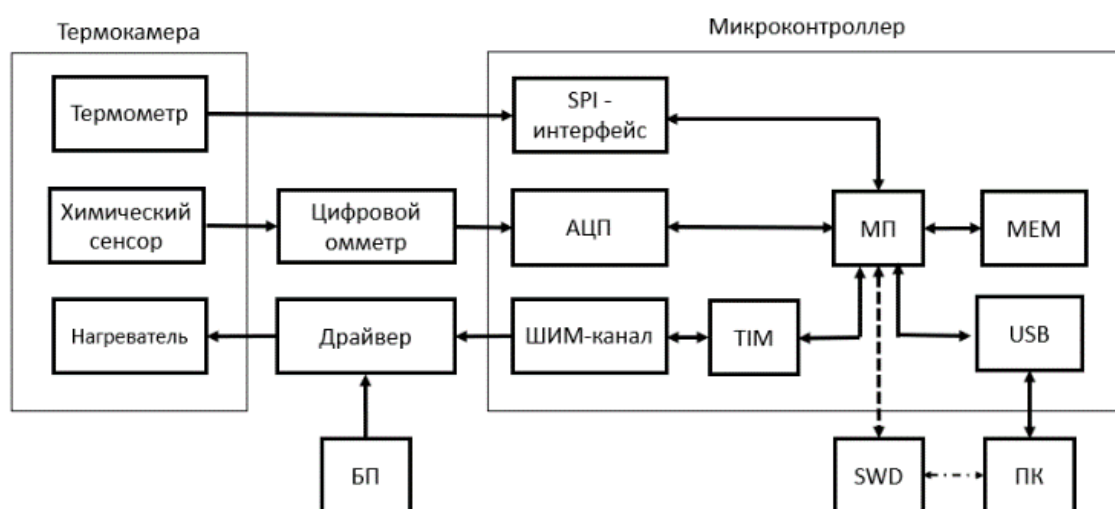 Термокамера
Микроконтроллер
Термометр
SPI -
интерфейс
Химический
сенсор
Цифровой
омметр
АЦП
МП
МЕМ
Нагреватель
Драйвер
ШИМ-канал
TIM
USB
БП
SWD
ПК